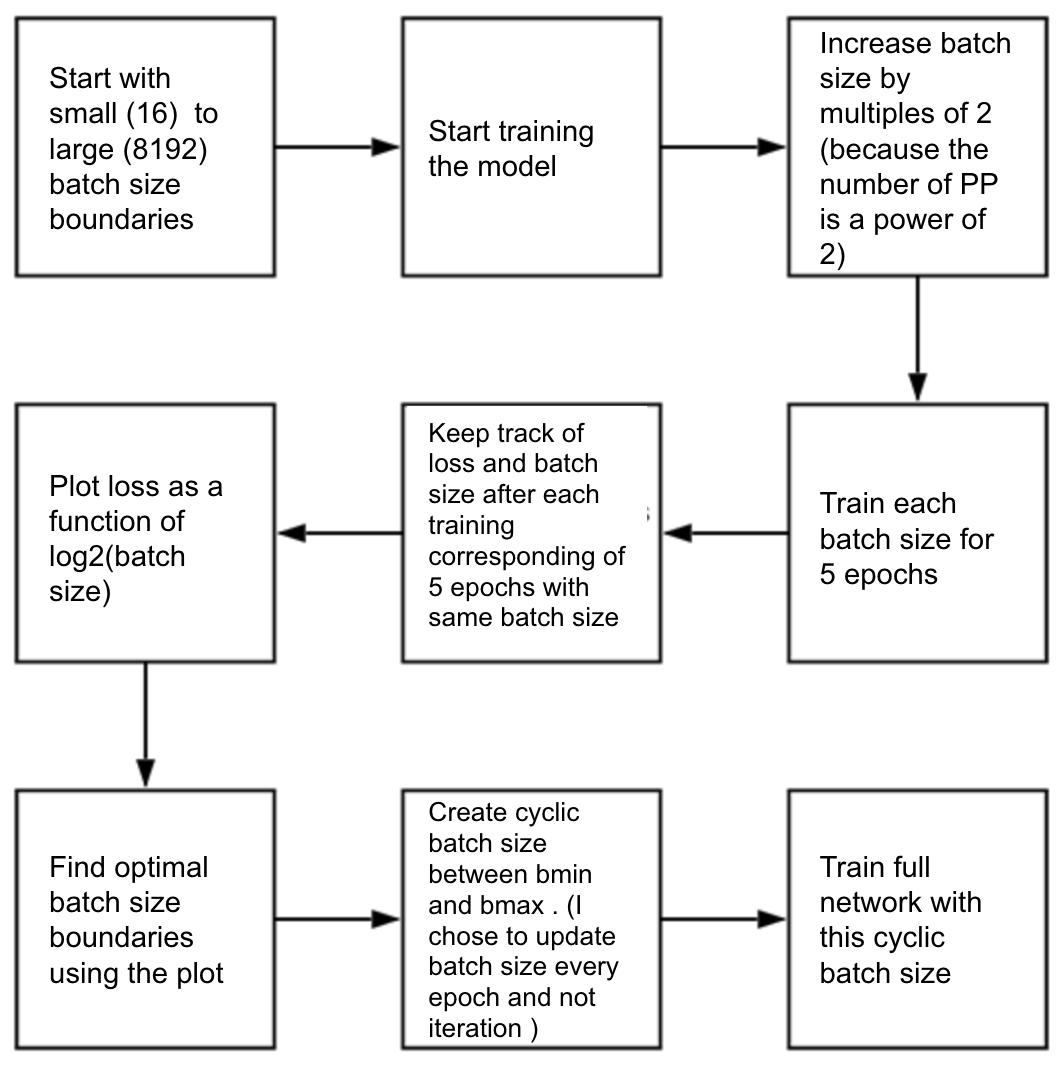 Start with
small (16)  to
large (8192)
batch size
boundaries
Start training
the model
Increase batch
size by
multiples of 2
(because the
number of PP
is a power of
2)
Train each
batch size for
5 epochs
Keep track of
loss and batch
size after each
training
corresponding of
5 epochs with
same batch size
Plot loss as a
function of
log2(batch
size)
Find optimal
batch size
boundaries
using the plot
Create cyclic
batch size
between bmin
and bmax . (I
chose to update
batch size every
epoch and not
iteration )
Train full
network with
this cyclic
batch size